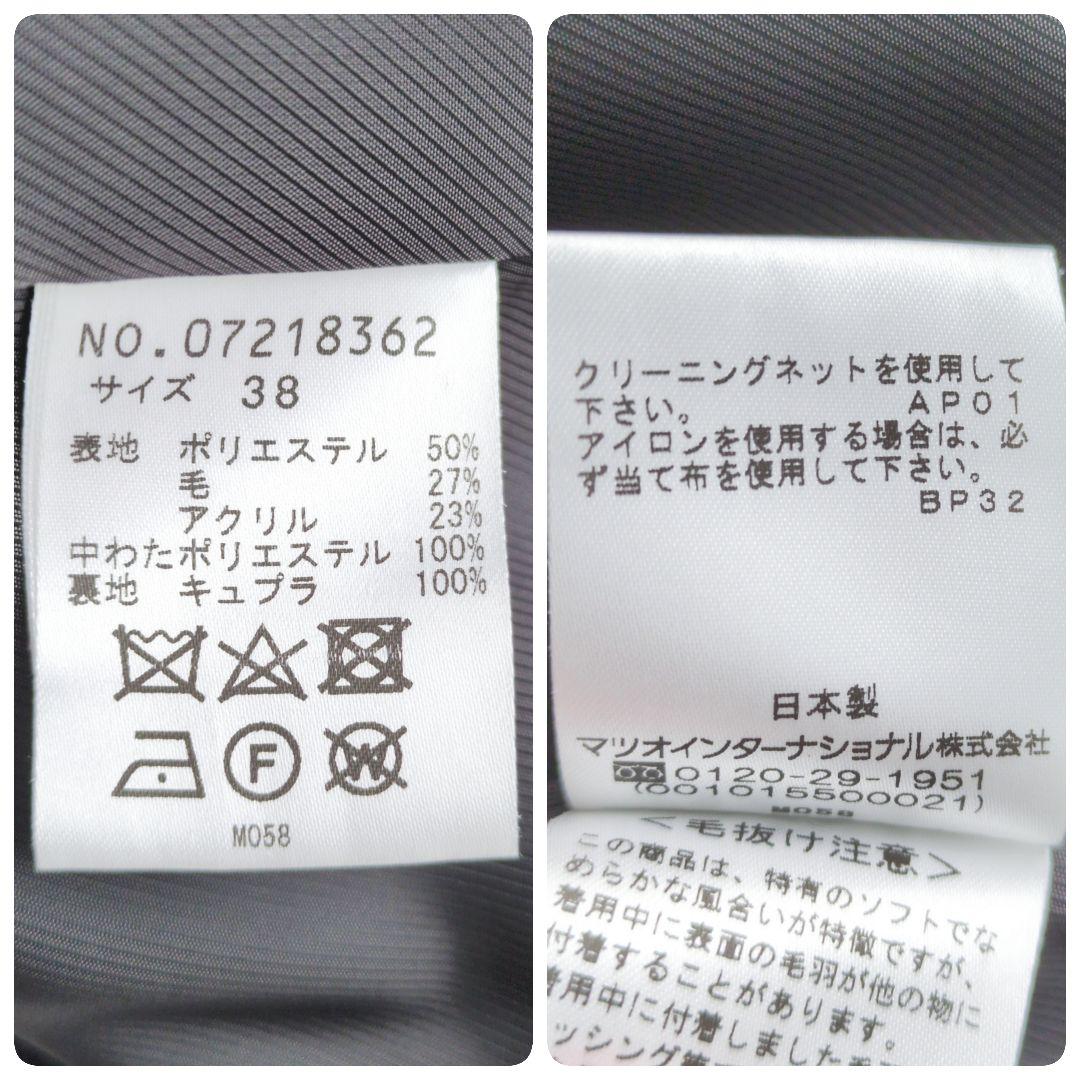 NO.07218362
サイズ 38
表地 ポリエステル 50%
毛 27%
アクリル 23%
中わた ポリエステル 100%
裏地 キュプラ 100%
F W
M058
クリーニングネットを使用して
下さい。 AP01
アイロンを使用する場合は、必
ず当て布を使用して下さい。
BP32
日本製
マツオインターナショナル株式会社
0120-29-1951
(001015500021)
M058
<毛抜け注意>
この商品は、特有のソフトでな
めらかな風合いが特徴ですが、
着用中に表面の毛羽が他の物に
付着することがあります。
着用中に付着しました
ッシング